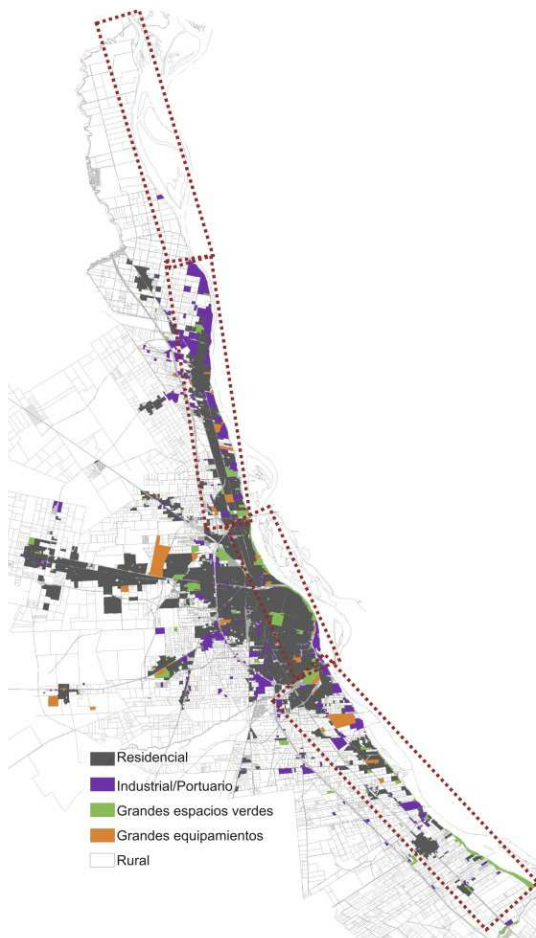 Residencial
Industrial/Portuario
Grandes espacios verdes
Grandes equipamientos
Rural